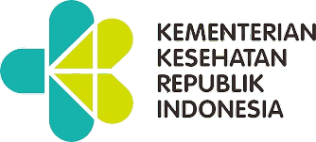 KEMENTERIAN
KESEHATAN
REPUBLIK
INDONESIA